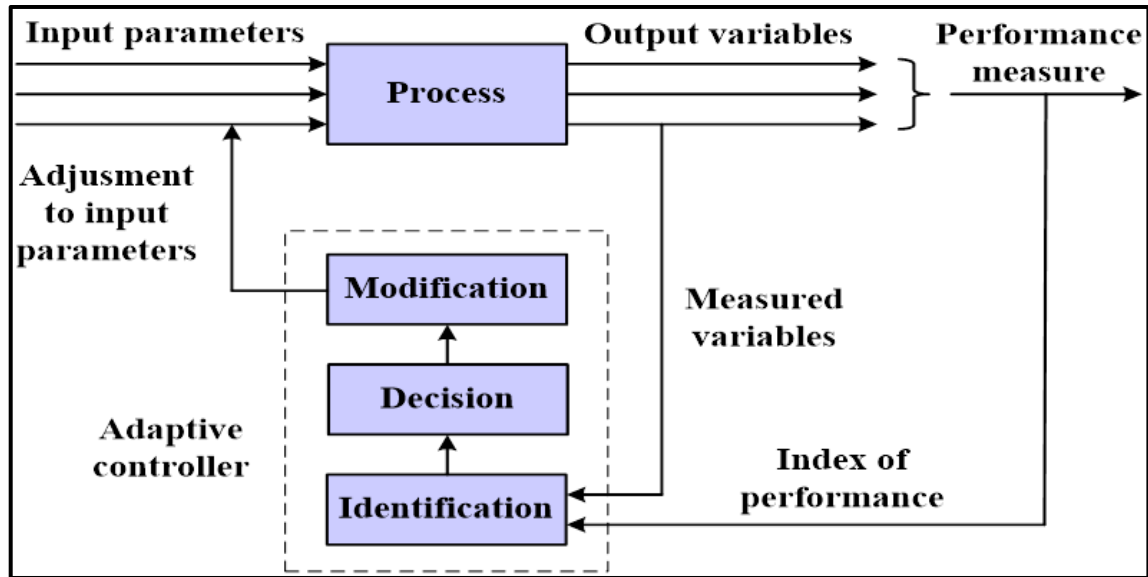 Input parameters
Output variables
Performance
measure
Process
Adjusment
to input
parameters
Modification
Measured
variables
Decision
Adaptive
controller
Identification
Index of
performance